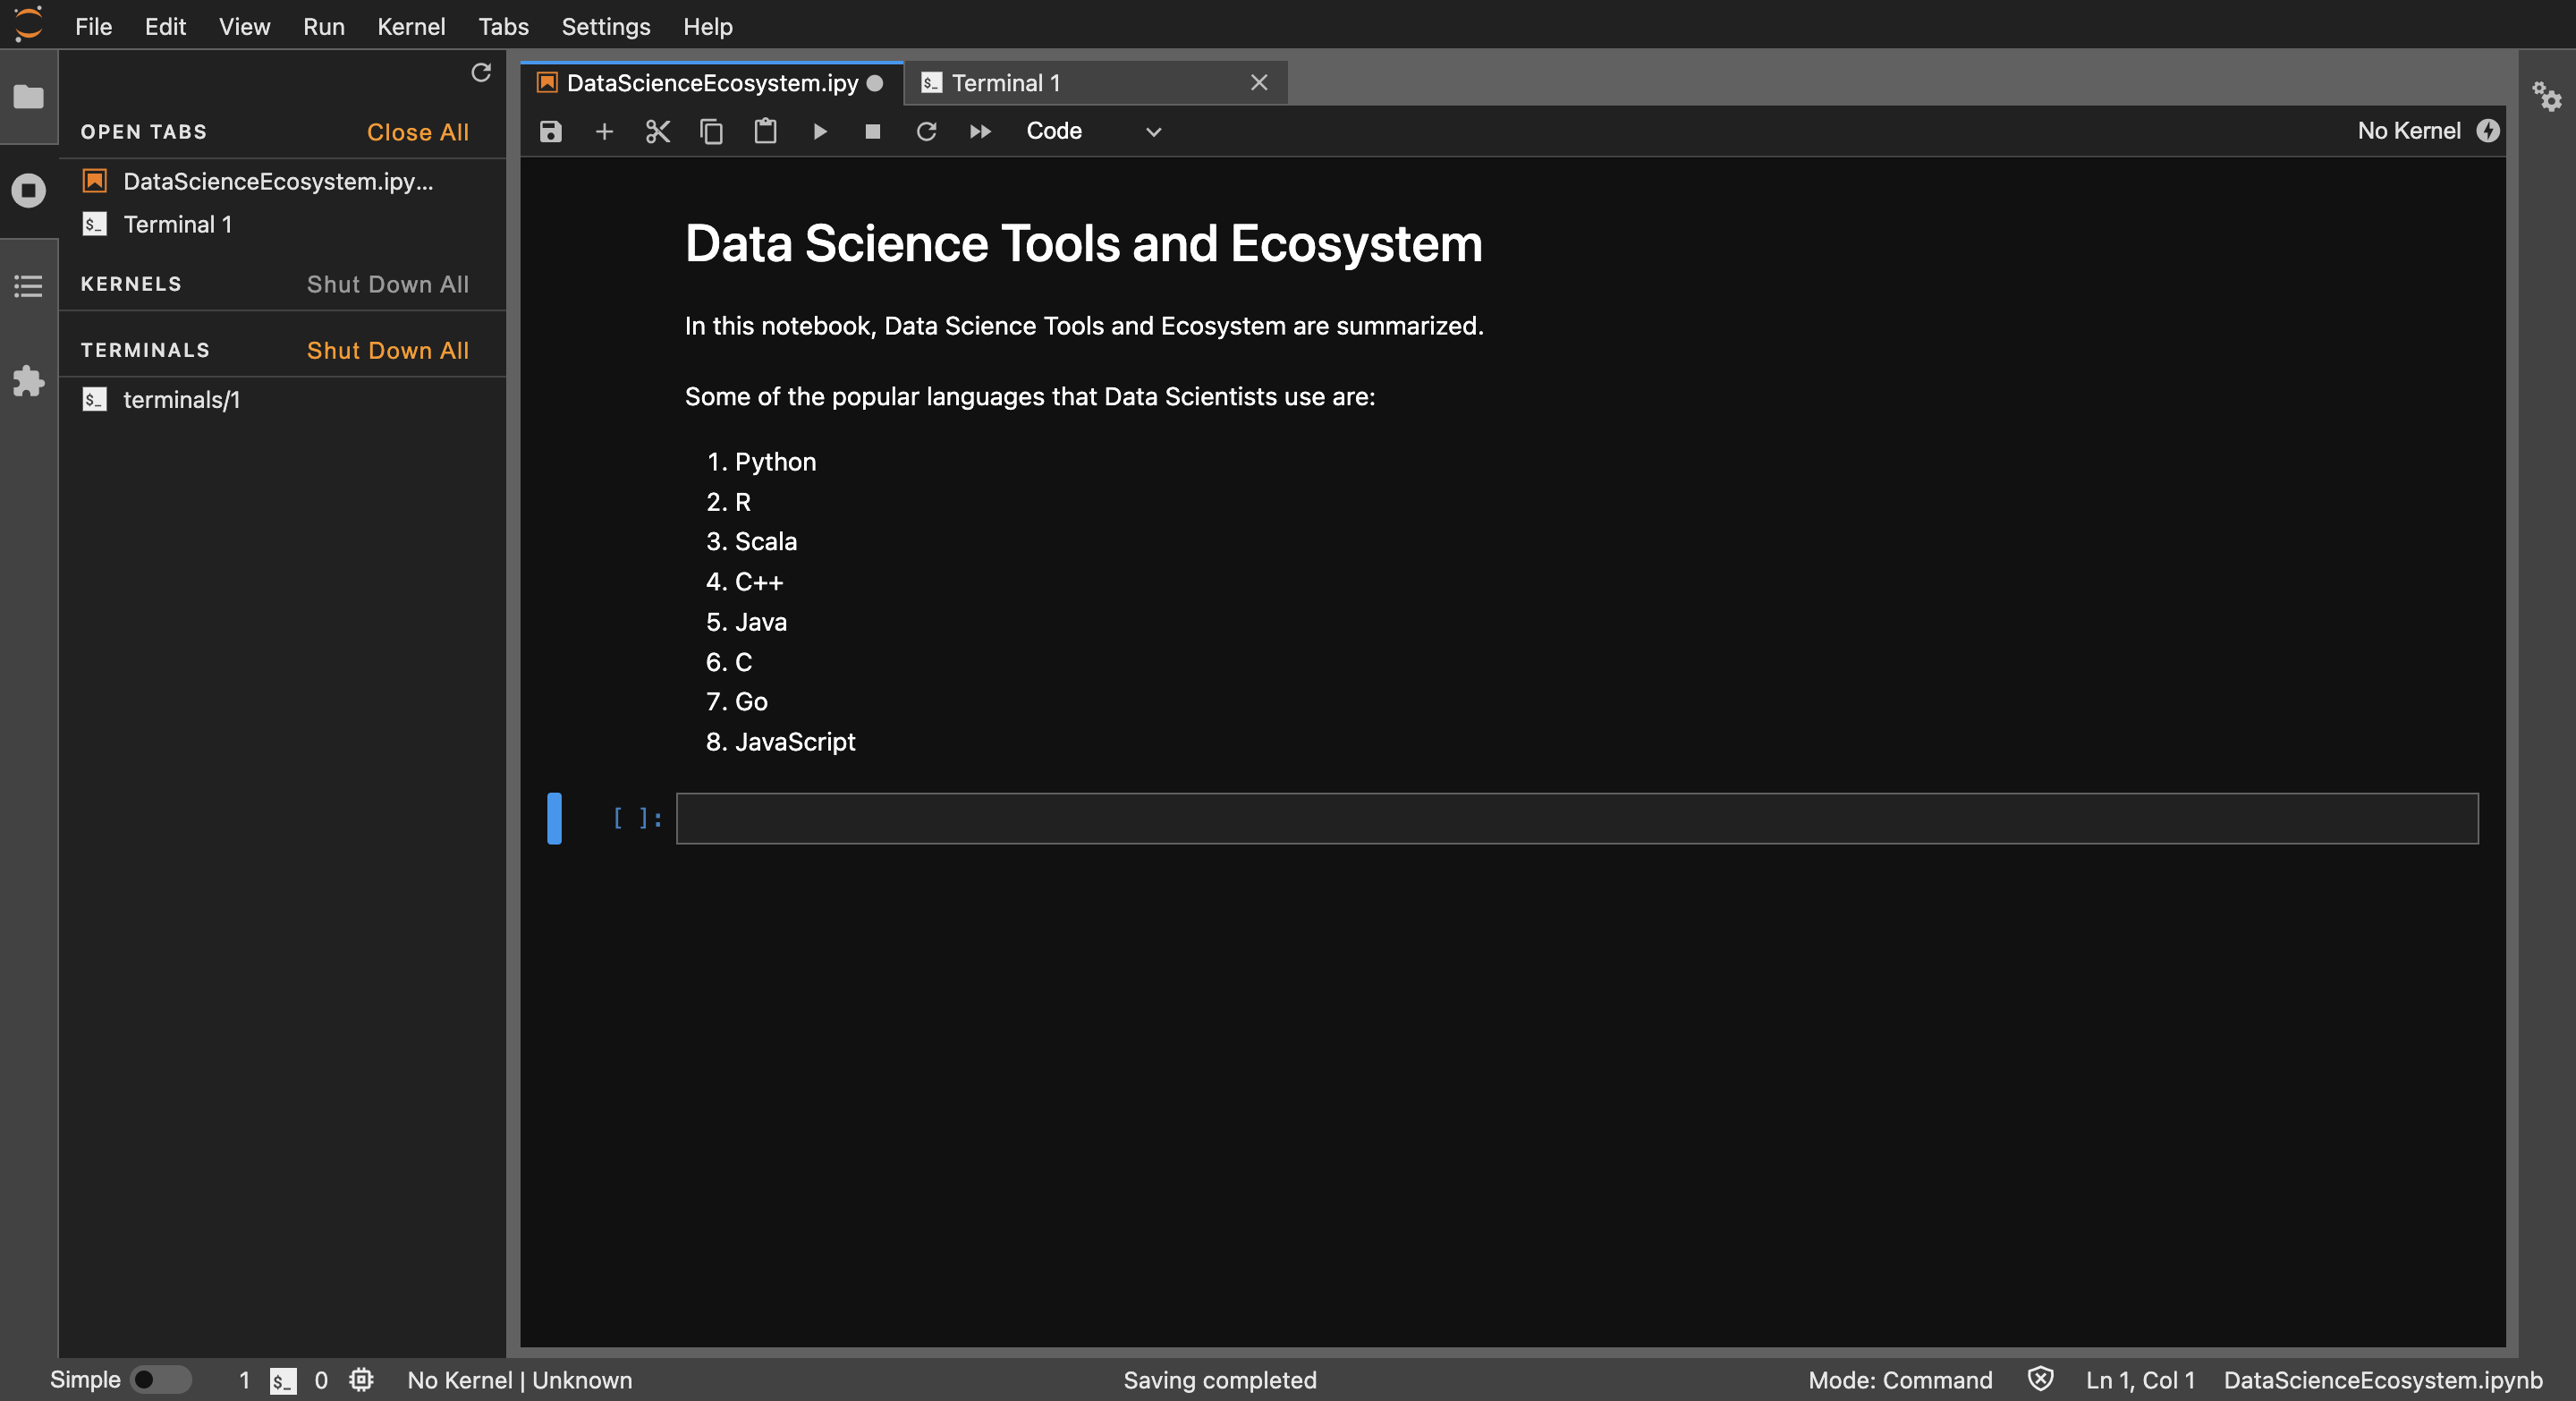 File Edit View Run Kernel Tabs Settings Help
OPEN TABS Close All
DataScienceEcosystem.ipy...
Terminal 1
KERNELS Shut Down All
TERMINALS Shut Down All
terminals/1
DataScienceEcosystem.ipy Terminal 1
Code No Kernel
Data Science Tools and Ecosystem
In this notebook, Data Science Tools and Ecosystem are summarized.
Some of the popular languages that Data Scientists use are:
1. Python
2. R
3. Scala
4. C++
5. Java
6. C
7. Go
8. JavaScript
[ ]:
Simple 1 $_ 0 No Kernel | Unknown Saving completed Mode: Command Ln 1, Col 1 DataScienceEcosystem.ipynb